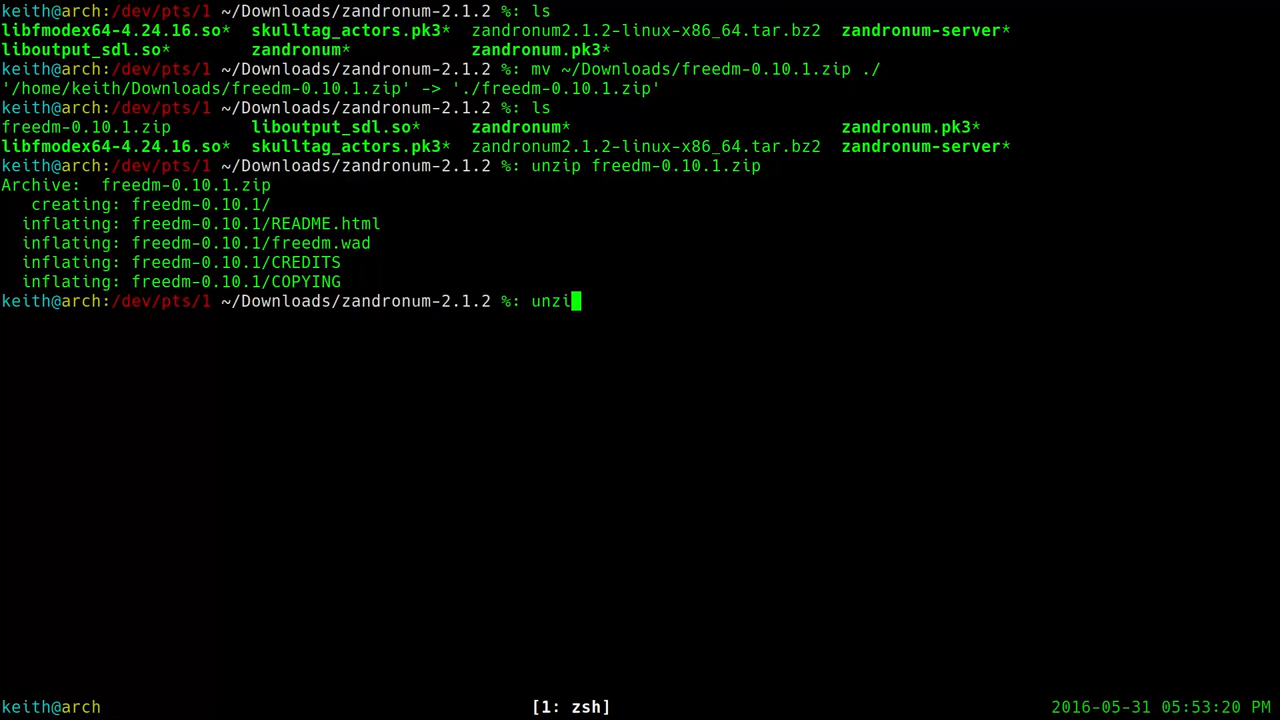 keith@arch:/dev/pts/1 ~/Downloads/zandronum-2.1.2 %: ls
libfmodex64-4.24.16.so*  skulltag_actors.pk3*  zandronum2.1.2-linux-x86_64.tar.bz2  zandronum-server*
liboutput_sdl.so*        zandronum*            zandronum.pk3*
keith@arch:/dev/pts/1 ~/Downloads/zandronum-2.1.2 %: mv ~/Downloads/freedm-0.10.1.zip ./
'/home/keith/Downloads/freedm-0.10.1.zip' -> './freedm-0.10.1.zip'
keith@arch:/dev/pts/1 ~/Downloads/zandronum-2.1.2 %: ls
freedm-0.10.1.zip        liboutput_sdl.so*     zandronum*                           zandronum.pk3*
libfmodex64-4.24.16.so*  skulltag_actors.pk3*  zandronum2.1.2-linux-x86_64.tar.bz2  zandronum-server*
keith@arch:/dev/pts/1 ~/Downloads/zandronum-2.1.2 %: unzip freedm-0.10.1.zip
Archive:  freedm-0.10.1.zip
   creating: freedm-0.10.1/
  inflating: freedm-0.10.1/README.html
  inflating: freedm-0.10.1/freedm.wad
  inflating: freedm-0.10.1/CREDITS
  inflating: freedm-0.10.1/COPYING
keith@arch:/dev/pts/1 ~/Downloads/zandronum-2.1.2 %: unzi
keith@arch [1: zsh] 2016-05-31 05:53:20 PM